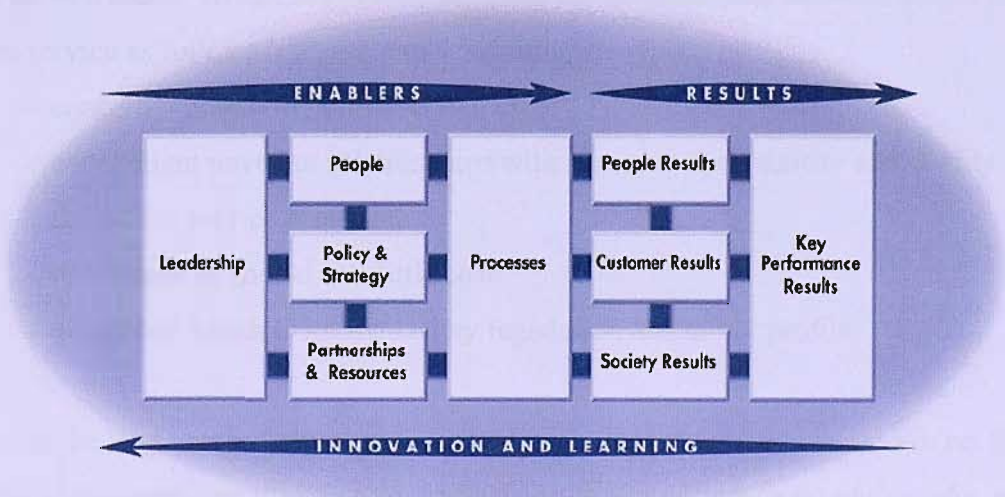 ENABLERS
RESULTS
Leadership
People
Policy &
Strategy
Partnerships
& Resources
Processes
People Results
Customer Results
Society Results
Key
Performance
Results
INNOVATION AND LEARNING